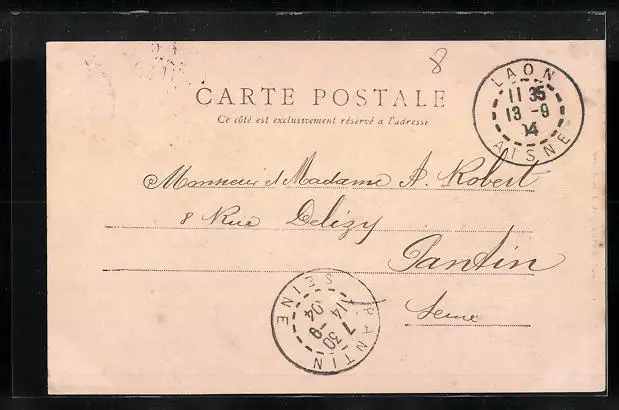 8
CARTE POSTALE
Ce côté est exclusivement réservé à l'adresse
LAON
11 35
13 -9
04
AISNE
Monsieur et Madame A. Robert
8 Rue Delizy
Pantin
Seine
PANTIN
7 30
14 -9
04
SEINE